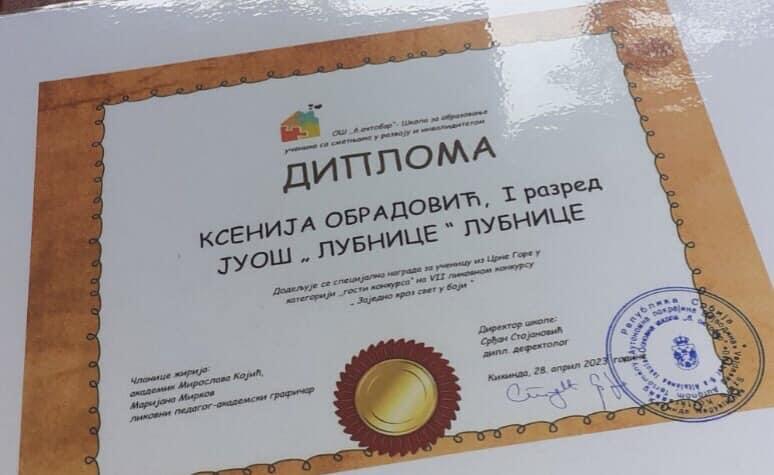 ОШ „6.октобар“- Школа за образовање
ученика са сметњама у развоју и инвалидитетом
ДИПЛОМА
КСЕНИЈА ОБРАДОВИЋ, I разред
ЈУОШ „ ЛУБНИЦЕ “ ЛУБНИЦЕ
Додељује се специјална награда за ученицу из Црне Горе у
категорији „гости конкурса“ на VII ликовном конкурсу
„ Заједно кроз свет у боји “
Чланице жирија:
академик Мирослава Којић,
Маријана Мирков
ликовни педагог-академски графичар
Директор школе:
Срђан Стојановић
дипл. дефектолог
Кикинда, 28. април 2023. године
Република Србија
Аутономна покрајина